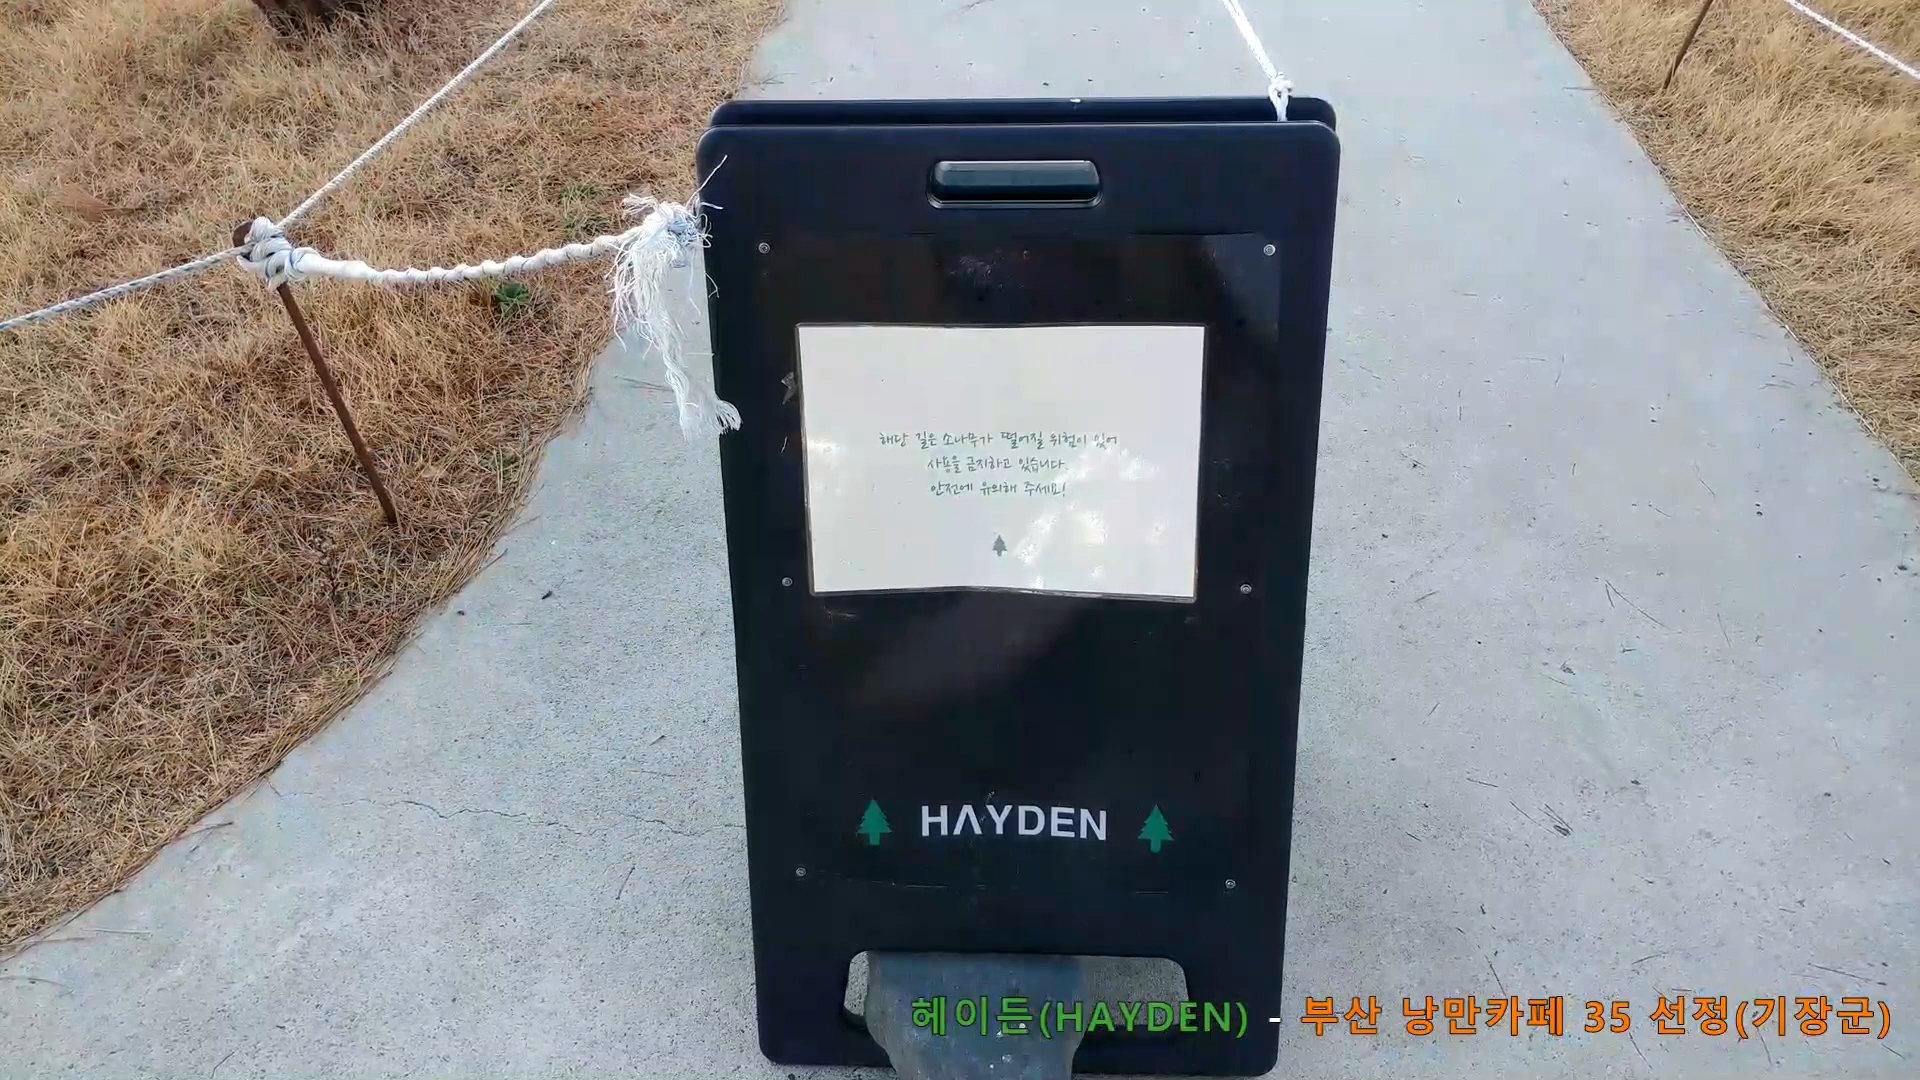 해당 길은 소나무가 떨어질 위험이 있어
사용을 금지하고 있습니다.
안전에 유의해 주세요!
HAYDEN
헤이든(HAYDEN) - 부산 낭만카페 35 선정(기장군)